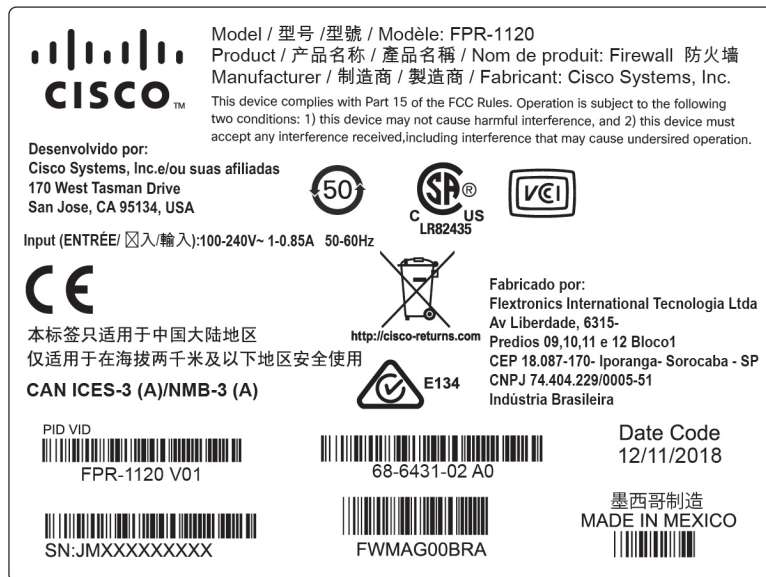 CISCO™
Model / 型号 /型號 / Modèle: FPR-1120
Product / 产品名称 / 產品名稱 / Nom de produit: Firewall 防火墙
Manufacturer / 制造商 / 製造商 / Fabricant: Cisco Systems, Inc.
This device complies with Part 15 of the FCC Rules. Operation is subject to the following
two conditions: 1) this device may not cause harmful interference, and 2) this device must
accept any interference received,including interference that may cause undersired operation.
Desenvolvido por:
Cisco Systems, Inc.e/ou suas afiliadas
170 West Tasman Drive
San Jose, CA 95134, USA
50
SA®
C US
LR82435
VCI
Input (ENTRÉE/ ☒入/輸入):100-240V~ 1-0.85A 50-60Hz
CE
本标签只适用于中国大陆地区
仅适用于在海拔两千米及以下地区安全使用
CAN ICES-3 (A)/NMB-3 (A)
http://cisco-returns.com
E134
Fabricado por:
Flextronics International Tecnologia Ltda
Av Liberdade, 6315-
Predios 09,10,11 e 12 Bloco1
CEP 18.087-170- Iporanga- Sorocaba - SP
CNPJ 74.404.229/0005-51
Indústria Brasileira
PID VID
FPR-1120 V01
68-6431-02 A0
Date Code
12/11/2018
SN:JMXXXXXXXXX
FWMAG00BRA
墨西哥制造
MADE IN MEXICO